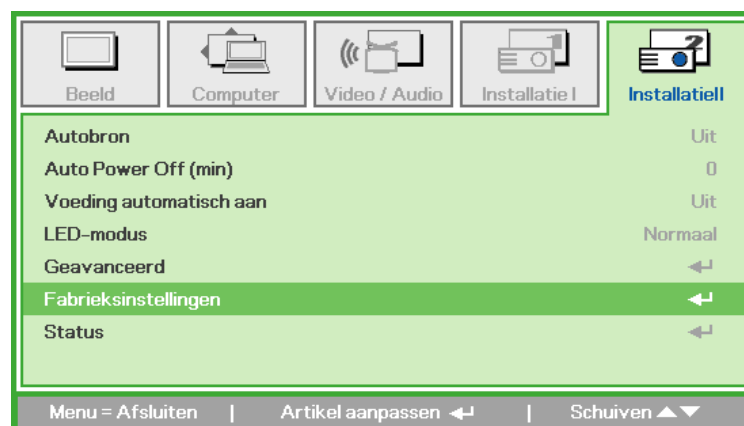 Beeld Computer Video / Audio Installatie I InstallatieII
Autobron Uit
Auto Power Off (min) 0
Voeding automatisch aan Uit
LED-modus Normaal
Geavanceerd
Fabrieksinstellingen
Status
Menu = Afsluiten | Artikel aanpassen | Schuiven